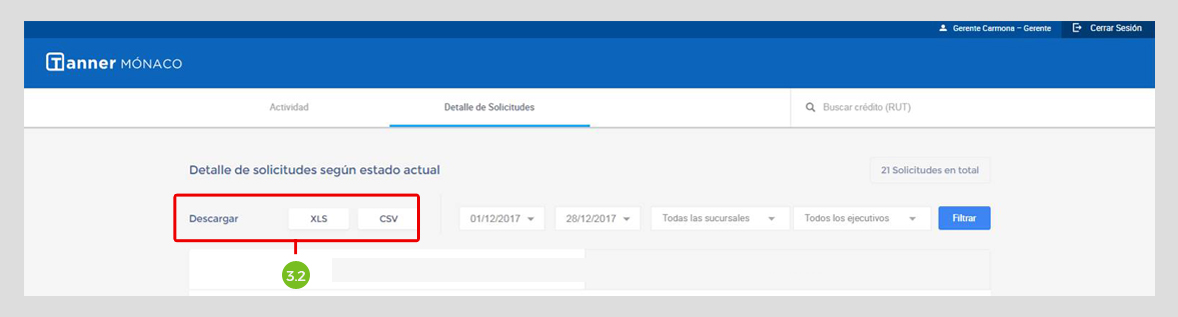 Gerente Carmona – Gerente Cerrar Sesión
Tanner MÓNACO
Actividad Detalle de Solicitudes Buscar crédito (RUT)
Detalle de solicitudes según estado actual 21 Solicitudes en total
Descargar XLS CSV 01/12/2017 28/12/2017 Todas las sucursales Todos los ejecutivos Filtrar
3.2